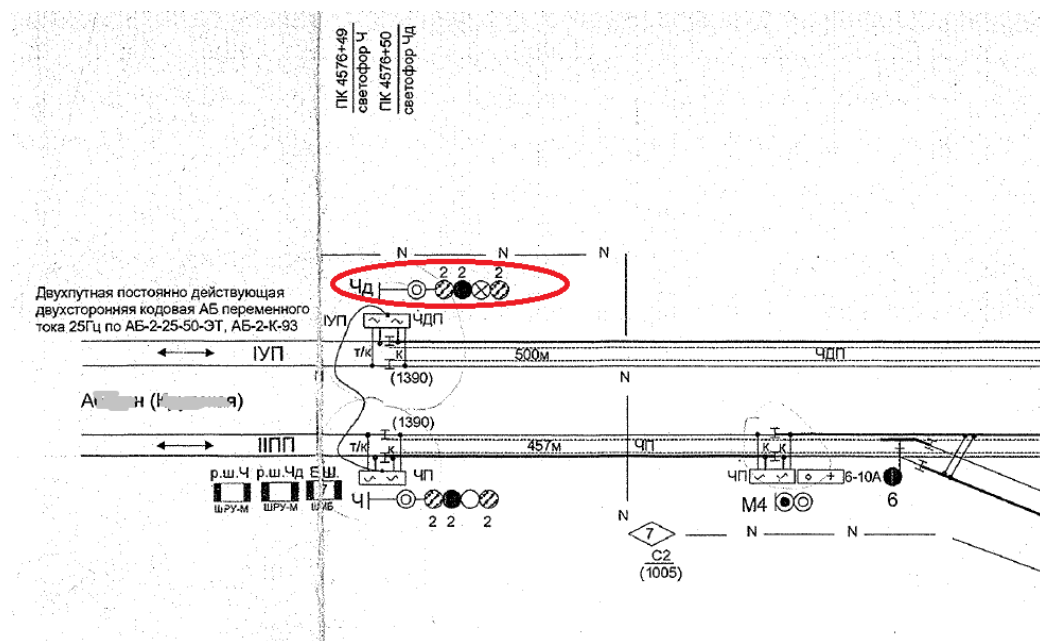 ПК 4576+49
светофор Ч
ПК 4576+50
светофор Чд
N N N
2 2 2
Чд
Двухпутная постоянно действующая
двухсторонняя кодовая АБ переменного
тока 25Гц по АБ-2-25-50-ЭТ, АБ-2-К-93
IУП ЧДП
IУП т/к К 500м ЧДП
(1390)
N
(1390)
IIПП т/к К 457м ЧП К К
р.ш.Ч р.ш.Чд
ЧП
ЧП 6-10А
7
ШРУ-М ШРУ-М
Ч
М4 6
2 2 2
N
7 N N
С2
(1005)